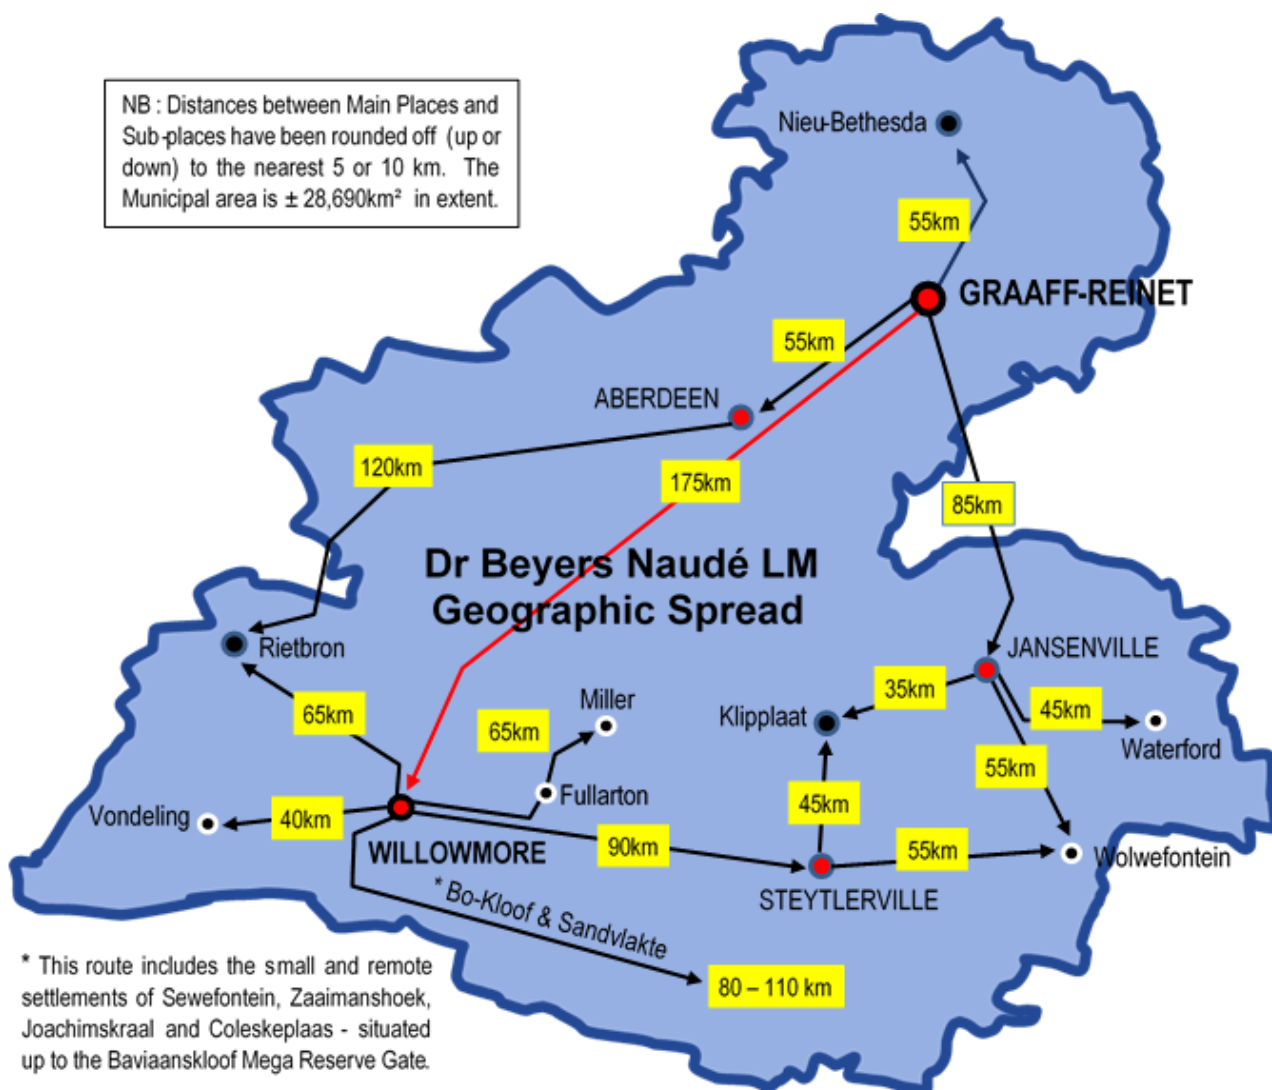 NB : Distances between Main Places and
Sub-places have been rounded off (up or
down) to the nearest 5 or 10 km. The
Municipal area is ± 28,690km² in extent.
Nieu-Bethesda
55km
GRAAFF-REINET
55km
ABERDEEN
120km
175km
85km
Dr Beyers Naudé LM
Geographic Spread
Rietbron
JANSENVILLE
35km
65km
Miller
Klipplaat
45km
Waterford
65km
55km
Fullarton
45km
Vondeling
40km
WILLOWMORE
90km
55km
Wolwefontein
STEYTLERVILLE
* Bo-Kloof & Sandvlakte
80 – 110 km
* This route includes the small and remote
settlements of Sewefontein, Zaaimanshoek,
Joachimskraal and Coleskeplaas - situated
up to the Baviaanskloof Mega Reserve Gate.